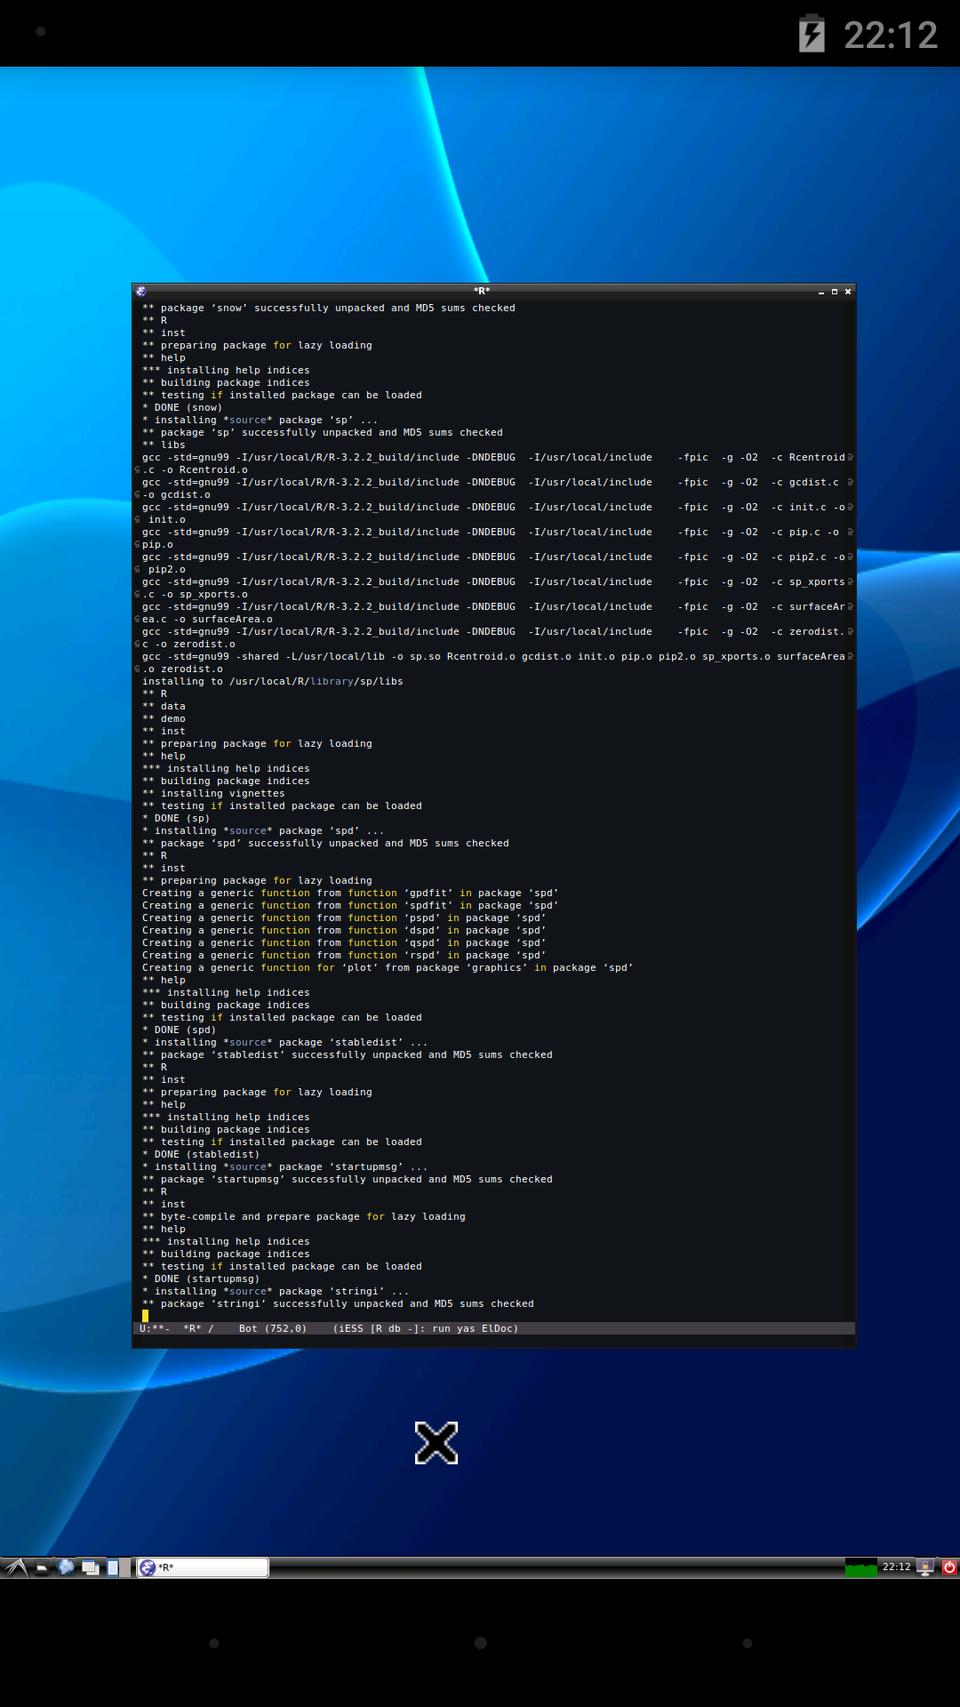 22:12
*R*
** package ‘snow’ successfully unpacked and MD5 sums checked
** R
** inst
** preparing package for lazy loading
** help
*** installing help indices
** building package indices
** testing if installed package can be loaded
* DONE (snow)
* installing *source* package ‘sp’ ...
** package ‘sp’ successfully unpacked and MD5 sums checked
** libs
gcc -std=gnu99 -I/usr/local/R/R-3.2.2_build/include -DNDEBUG  -I/usr/local/include    -fpic  -g -O2  -c Rcentroid
.c -o Rcentroid.o
gcc -std=gnu99 -I/usr/local/R/R-3.2.2_build/include -DNDEBUG  -I/usr/local/include    -fpic  -g -O2  -c gcdist.c
-o gcdist.o
gcc -std=gnu99 -I/usr/local/R/R-3.2.2_build/include -DNDEBUG  -I/usr/local/include    -fpic  -g -O2  -c init.c -o
 init.o
gcc -std=gnu99 -I/usr/local/R/R-3.2.2_build/include -DNDEBUG  -I/usr/local/include    -fpic  -g -O2  -c pip.c -o
pip.o
gcc -std=gnu99 -I/usr/local/R/R-3.2.2_build/include -DNDEBUG  -I/usr/local/include    -fpic  -g -O2  -c pip2.c -o
 pip2.o
gcc -std=gnu99 -I/usr/local/R/R-3.2.2_build/include -DNDEBUG  -I/usr/local/include    -fpic  -g -O2  -c sp_xports
.c -o sp_xports.o
gcc -std=gnu99 -I/usr/local/R/R-3.2.2_build/include -DNDEBUG  -I/usr/local/include    -fpic  -g -O2  -c surfaceAr
ea.c -o surfaceArea.o
gcc -std=gnu99 -I/usr/local/R/R-3.2.2_build/include -DNDEBUG  -I/usr/local/include    -fpic  -g -O2  -c zerodist.
c -o zerodist.o
gcc -std=gnu99 -shared -L/usr/local/lib -o sp.so Rcentroid.o gcdist.o init.o pip.o pip2.o sp_xports.o surfaceArea
.o zerodist.o
installing to /usr/local/R/library/sp/libs
** R
** data
** demo
** inst
** preparing package for lazy loading
** help
*** installing help indices
** building package indices
** installing vignettes
** testing if installed package can be loaded
* DONE (sp)
* installing *source* package ‘spd’ ...
** package ‘spd’ successfully unpacked and MD5 sums checked
** R
** inst
** preparing package for lazy loading
Creating a generic function from function ‘gpdfit’ in package ‘spd’
Creating a generic function from function ‘spdfit’ in package ‘spd’
Creating a generic function from function ‘pspd’ in package ‘spd’
Creating a generic function from function ‘dspd’ in package ‘spd’
Creating a generic function from function ‘qspd’ in package ‘spd’
Creating a generic function from function ‘rspd’ in package ‘spd’
Creating a generic function for ‘plot’ from package ‘graphics’ in package ‘spd’
** help
*** installing help indices
** building package indices
** testing if installed package can be loaded
* DONE (spd)
* installing *source* package ‘stabledist’ ...
** package ‘stabledist’ successfully unpacked and MD5 sums checked
** R
** inst
** preparing package for lazy loading
** help
*** installing help indices
** building package indices
** testing if installed package can be loaded
* DONE (stabledist)
* installing *source* package ‘startupmsg’ ...
** package ‘startupmsg’ successfully unpacked and MD5 sums checked
** R
** inst
** byte-compile and prepare package for lazy loading
** help
*** installing help indices
** building package indices
** testing if installed package can be loaded
* DONE (startupmsg)
* installing *source* package ‘stringi’ ...
** package ‘stringi’ successfully unpacked and MD5 sums checked
U:**-  *R* /    Bot (752,0)    (iESS [R db -]: run yas ElDoc)
*R*
22:12